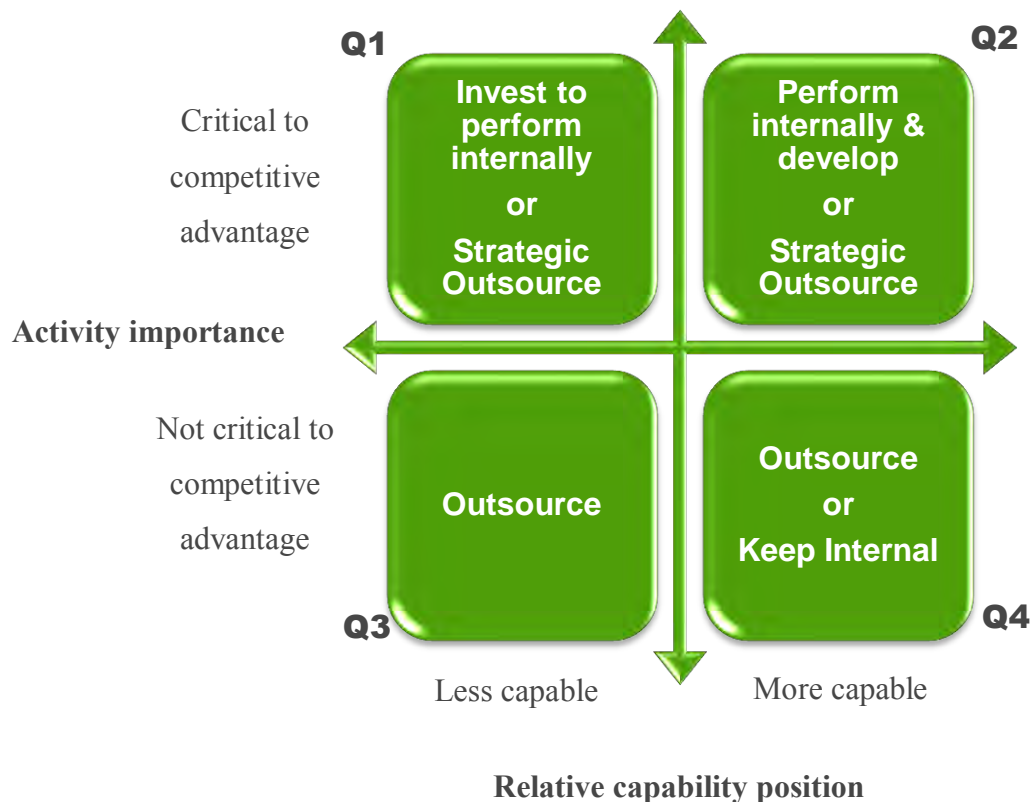 Q1
Q2
Critical to
competitive
advantage
Invest to
perform
internally
or
Strategic
Outsource
Perform
internally &
develop
or
Strategic
Outsource
Activity importance
Not critical to
competitive
advantage
Outsource
Outsource
or
Keep Internal
Q3
Q4
Less capable
More capable
Relative capability position